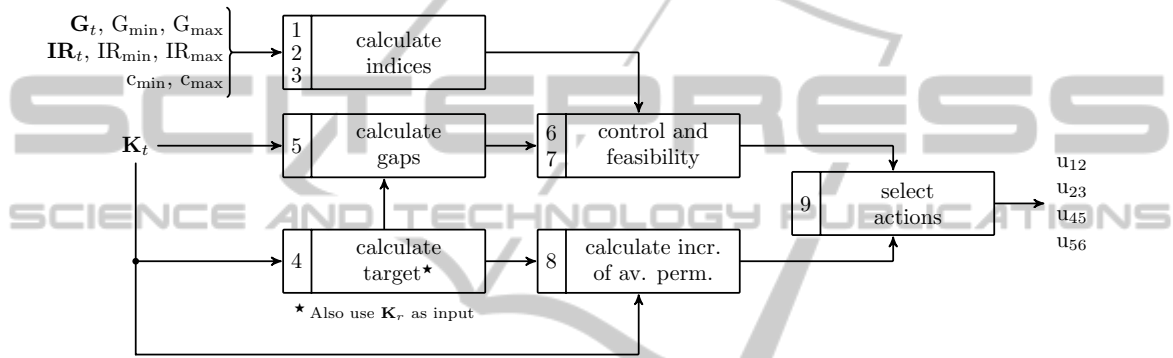 G_t, G_min, G_max
IR_t, IR_min, IR_max
c_min, c_max
1
2
3
calculate
indices
K_t
5
calculate
gaps
6
7
control and
feasibility
9
select
actions
u_12
u_23
u_45
u_56
4
calculate
target★
8
calculate incr.
of av. perm.
★ Also use K_r as input
SCITEPRESS
SCIENCE AND TECHNOLOGY PUBLICATIONS